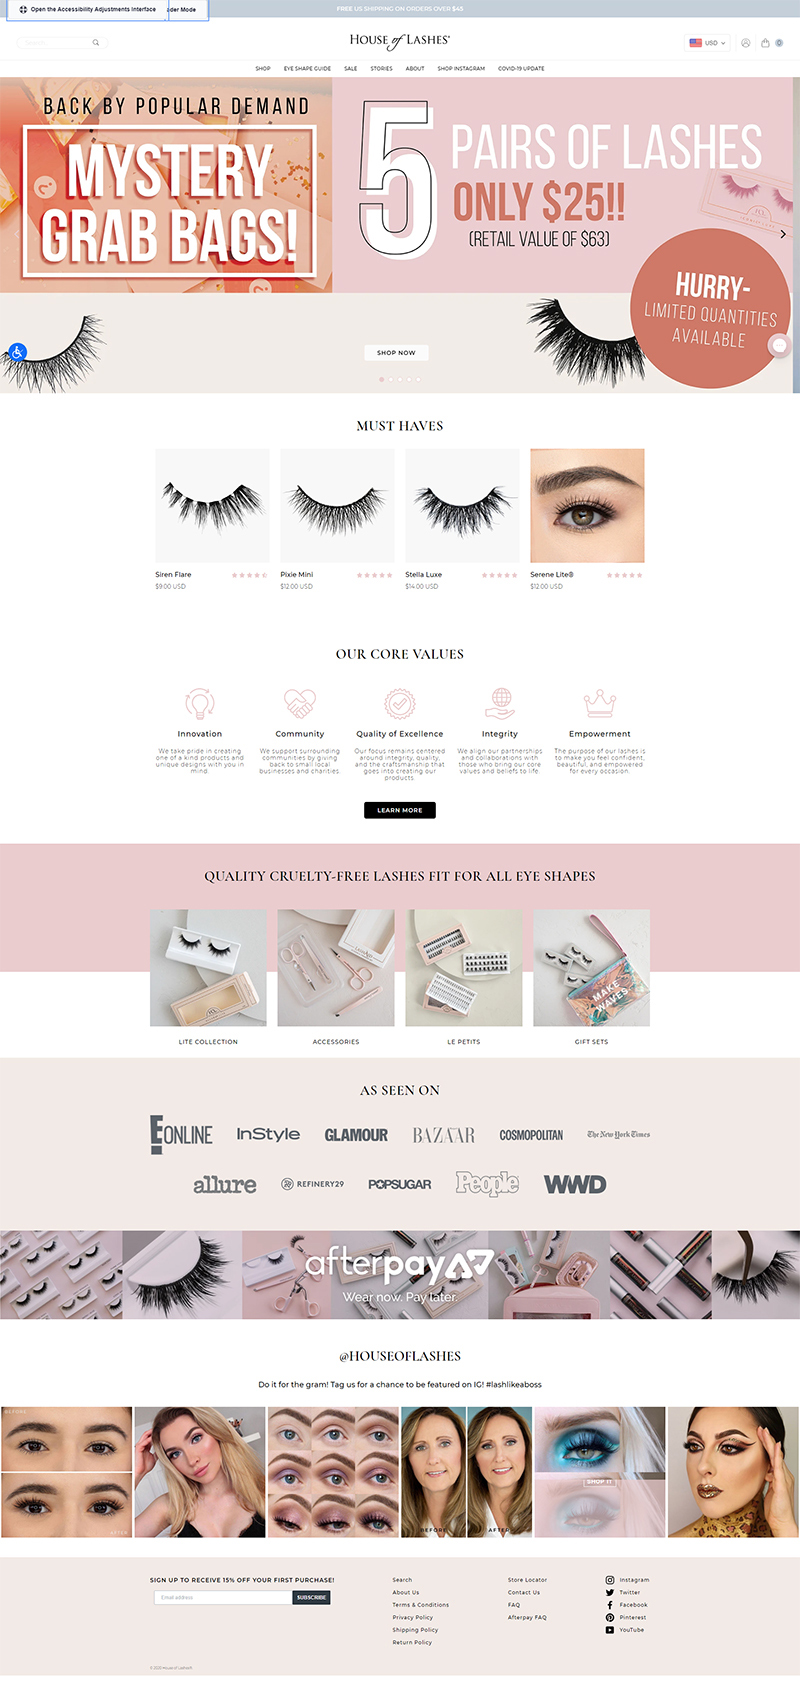 Open the Accessibility Adjustments Interface
ader Mode
FREE US SHIPPING ON ORDERS OVER $45
HOUSE of LASHES®
USD
0
SHOP EYE SHAPE GUIDE SALE STORIES ABOUT SHOP INSTAGRAM COVID-19 UPDATE
BACK BY POPULAR DEMAND
MYSTERY
GRAB BAGS!
5 PAIRS OF LASHES
ONLY $25!!
(RETAIL VALUE OF $63)
HURRY-
LIMITED QUANTITIES
AVAILABLE
SHOP NOW
MUST HAVES
Siren Flare
$9.00 USD
Pixie Mini
$12.00 USD
Stella Luxe
$14.00 USD
Serene Lite®
$12.00 USD
OUR CORE VALUES
Innovation
We take pride in creating
one of a kind products and
unique designs with you in
mind.
Community
We support surrounding
communities by giving
back to small local
businesses and charities.
Quality of Excellence
Our focus remains centered
around integrity, quality,
and the craftsmanship that
goes into creating our
products.
Integrity
We align our partnerships
and collaborations with
those who bring our core
values and beliefs to life.
Empowerment
The purpose of our lashes is
to make you feel confident,
beautiful, and empowered
for every occasion.
LEARN MORE
QUALITY CRUELTY-FREE LASHES FIT FOR ALL EYE SHAPES
MAKE
WAVES
LITE COLLECTION
ACCESSORIES
LE PETITS
GIFT SETS
AS SEEN ON
E! ONLINE
InStyle
GLAMOUR
BAZAAR
COSMOPOLITAN
The New York Times
allure
REFINERY29
POPSUGAR
People
WWD
afterpay
Wear now. Pay later.
@HOUSEOFLASHES
Do it for the gram! Tag us for a chance to be featured on IG! #lashlikeaboss
BEFORE
AFTER
BEFORE
AFTER
SHOP IT
SIGN UP TO RECEIVE 15% OFF YOUR FIRST PURCHASE!
Email address
SUBSCRIBE
Search
About Us
Terms & Conditions
Privacy Policy
Shipping Policy
Return Policy
Store Locator
Contact Us
FAQ
Afterpay FAQ
Instagram
Twitter
Facebook
Pinterest
YouTube
© 2020 House of Lashes®